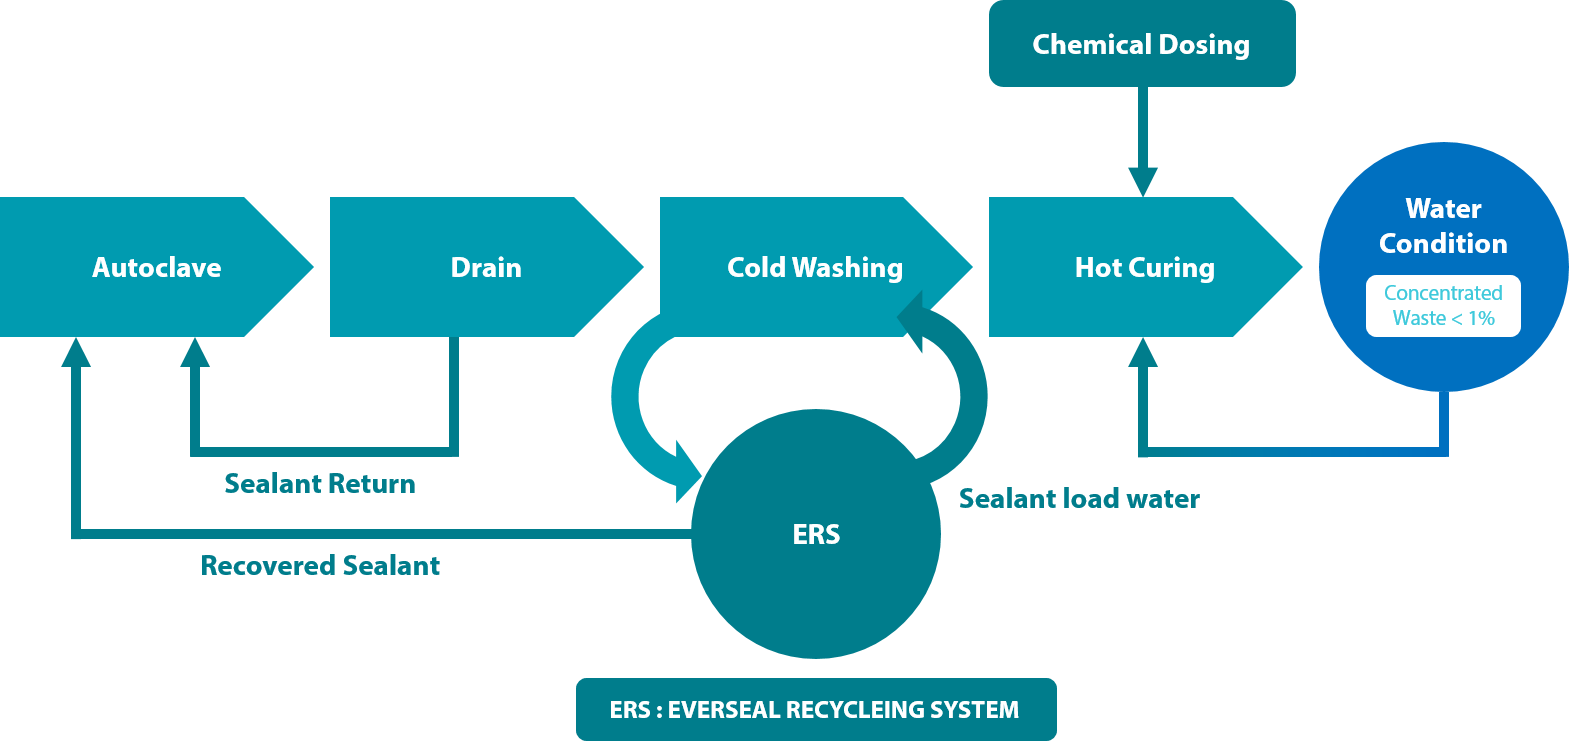 Chemical Dosing
Autoclave
Drain
Cold Washing
Hot Curing
Water
Condition
Concentrated
Waste < 1%
Sealant Return
Sealant load water
ERS
Recovered Sealant
ERS : EVERSEAL RECYCLEING SYSTEM